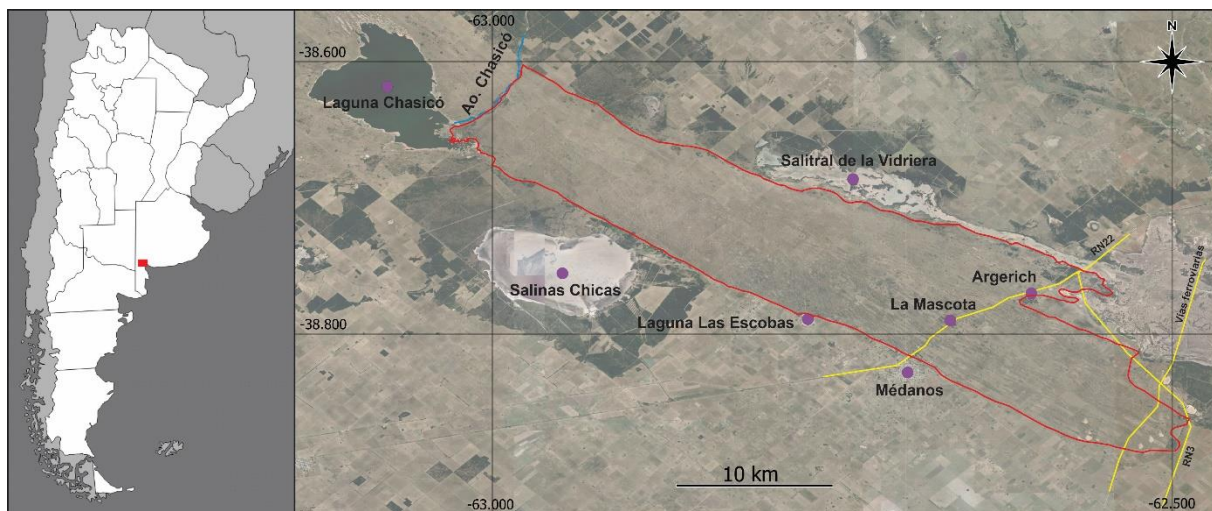 -63.000
N
-38.600
Ao. Chasicó
Laguna Chasicó
Salitral de la Vidriera
RN22
Argerich
Vías ferroviarias
Salinas Chicas
La Mascota
Laguna Las Escobas
-38.800
Médanos
10 km
RN3
-63.000
-62.500